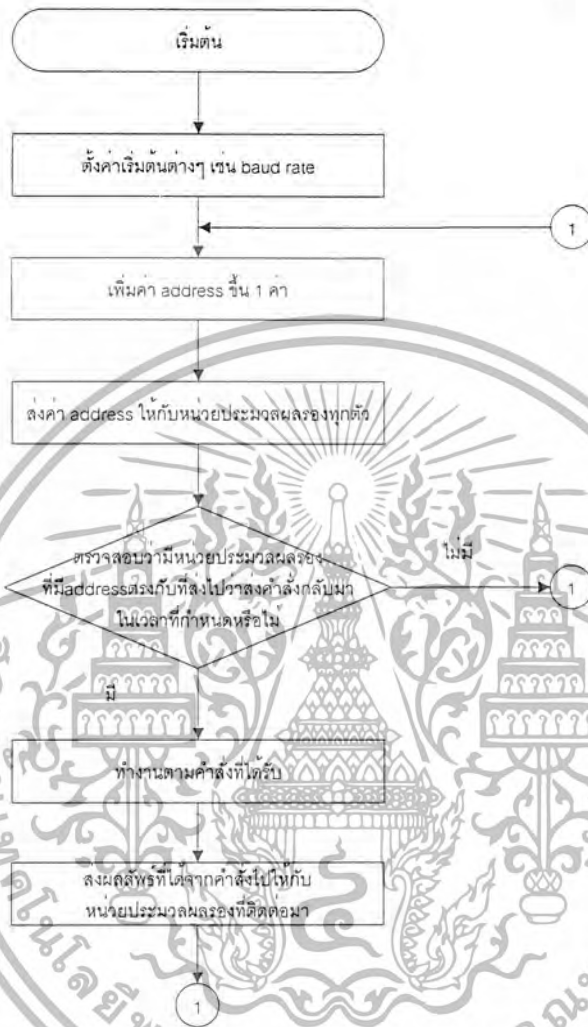 เริ่มต้น
ตั้งค่าเริ่มต้นต่างๆ เช่น baud rate
1
เพิ่มค่า address ขึ้น 1 ค่า
ส่งค่า address ให้กับหน่วยประมวลผลรองทุกตัว
ตรวจสอบว่ามีหน่วยประมวลผลรอง
ที่มีaddressตรงกับที่ส่งไปว่าส่งคำสั่งกลับมา
ในเวลาที่กำหนดหรือไม่
ไม่มี
1
มี
ทำงานตามคำสั่งที่ได้รับ
ส่งผลลัพธ์ที่ได้จากคำสั่งไปให้กับ
หน่วยประมวลผลรองที่ติดต่อมา
1